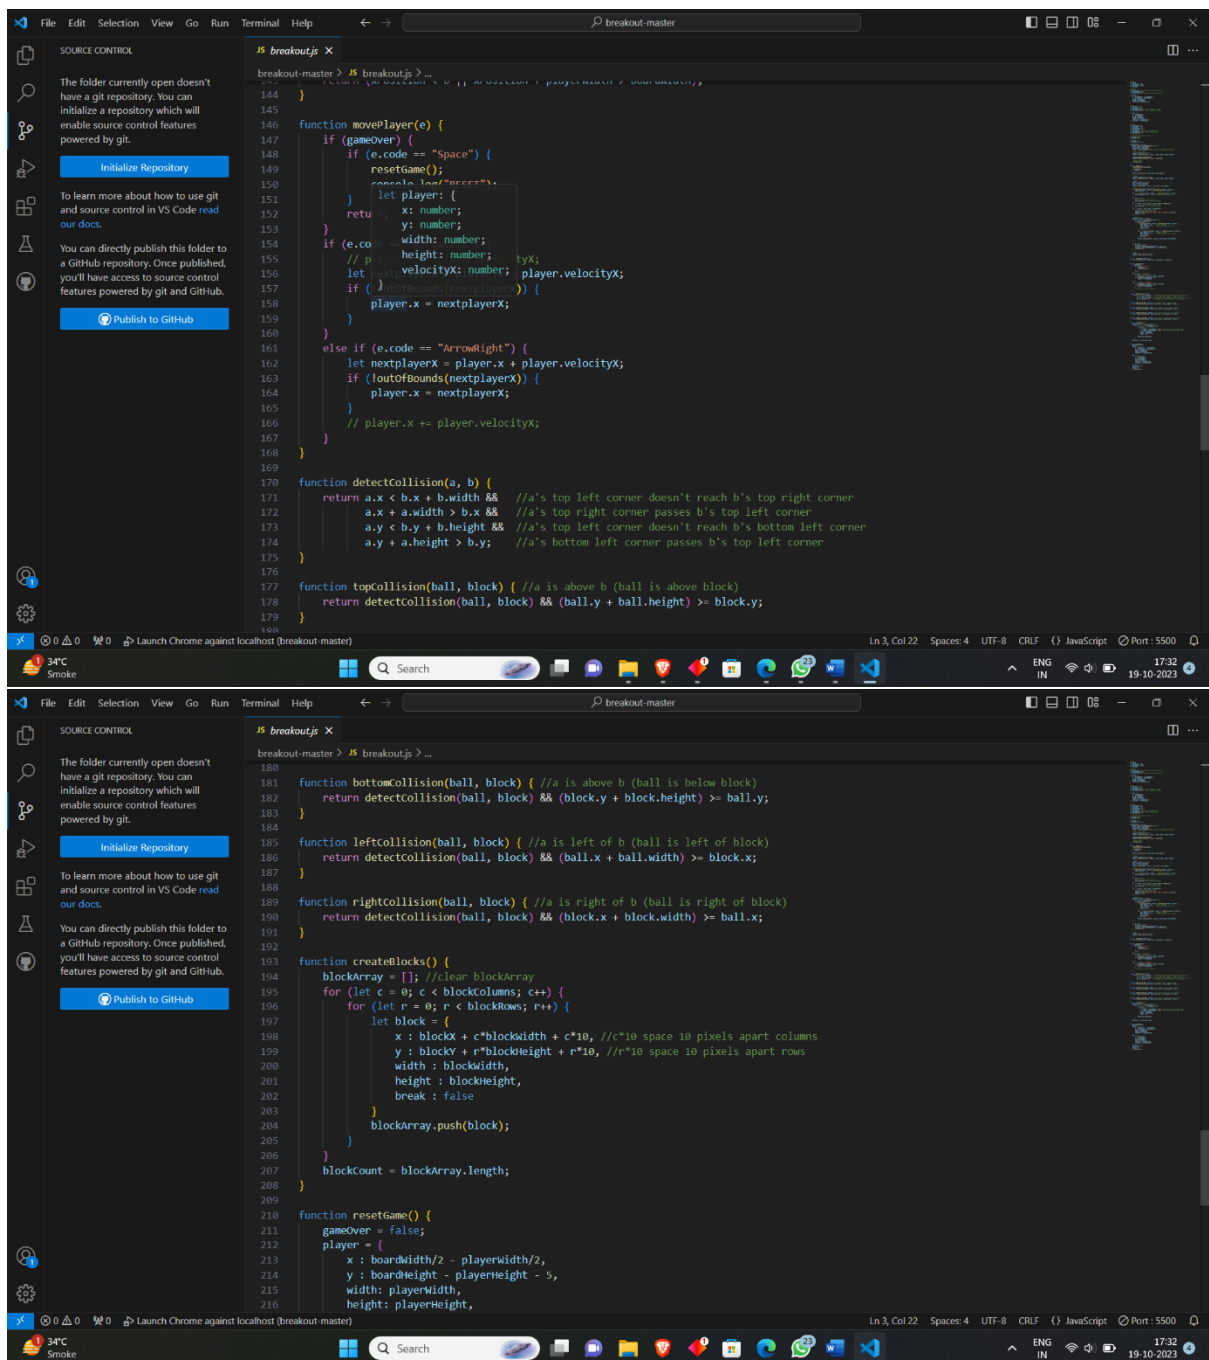 File Edit Selection View Go Run Terminal Help
breakout-master
SOURCE CONTROL
The folder currently open doesn't
have a git repository. You can
initialize a repository which will
enable source control features
powered by git.
Initialize Repository
To learn more about how to use git
and source control in VS Code read
our docs.
You can directly publish this folder to
a GitHub repository. Once published,
you'll have access to source control
features powered by git and GitHub.
Publish to GitHub
JS breakout.js
breakout-master > JS breakout.js > ...
144 }
145
146 function movePlayer(e) {
147 if (gameOver) {
148 if (e.code == "Space") {
149 resetGame();
150 console.log("RESET");
151 }
152 retu
153 }
154 if (e.co
155 // p tyX;
156 let player.velocityX;
157 if (!outOfBounds(nextplayerX)) {
158 player.x = nextplayerX;
159 }
160 }
161 else if (e.code == "ArrowRight") {
162 let nextplayerX = player.x + player.velocityX;
163 if (!outOfBounds(nextplayerX)) {
164 player.x = nextplayerX;
165 }
166 // player.x += player.velocityX;
167 }
168 }
169
170 function detectCollision(a, b) {
171 return a.x < b.x + b.width && //a's top left corner doesn't reach b's top right corner
172 a.x + a.width > b.x && //a's top right corner passes b's top left corner
173 a.y < b.y + b.height && //a's top left corner doesn't reach b's bottom left corner
174 a.y + a.height > b.y; //a's bottom left corner passes b's top left corner
175 }
176
177 function topCollision(ball, block) { //a is above b (ball is above block)
178 return detectCollision(ball, block) && (ball.y + ball.height) >= block.y;
179 }
let player: {
x: number;
y: number;
width: number;
height: number;
velocityX: number;
}
0 0 0 Launch Chrome against localhost (breakout-master) Ln 3, Col 22 Spaces: 4 UTF-8 CRLF {} JavaScript Port : 5500
1 34°C
Smoke
Search
1
23
ENG
IN
17:32
19-10-2023
4
File Edit Selection View Go Run Terminal Help
breakout-master
SOURCE CONTROL
The folder currently open doesn't
have a git repository. You can
initialize a repository which will
enable source control features
powered by git.
Initialize Repository
To learn more about how to use git
and source control in VS Code read
our docs.
You can directly publish this folder to
a GitHub repository. Once published,
you'll have access to source control
features powered by git and GitHub.
Publish to GitHub
JS breakout.js
breakout-master > JS breakout.js > ...
180
181 function bottomCollision(ball, block) { //a is above b (ball is below block)
182 return detectCollision(ball, block) && (block.y + block.height) >= ball.y;
183 }
184
185 function leftCollision(ball, block) { //a is left of b (ball is left of block)
186 return detectCollision(ball, block) && (ball.x + ball.width) >= block.x;
187 }
188
189 function rightCollision(ball, block) { //a is right of b (ball is right of block)
190 return detectCollision(ball, block) && (block.x + block.width) >= ball.x;
191 }
192
193 function createBlocks() {
194 blockArray = []; //clear blockArray
195 for (let c = 0; c < blockColumns; c++) {
196 for (let r = 0; r < blockRows; r++) {
197 let block = {
198 x : blockX + c*blockWidth + c*10, //c*10 space 10 pixels apart columns
199 y : blockY + r*blockHeight + r*10, //r*10 space 10 pixels apart rows
200 width : blockWidth,
201 height : blockHeight,
202 break : false
203 }
204 blockArray.push(block);
205 }
206 }
207 blockCount = blockArray.length;
208 }
209
210 function resetGame() {
211 gameOver = false;
212 player = {
213 x : boardWidth/2 - playerWidth/2,
214 y : boardHeight - playerHeight - 5,
215 width: playerWidth,
216 height: playerHeight,
0 0 0 Launch Chrome against localhost (breakout-master) Ln 3, Col 22 Spaces: 4 UTF-8 CRLF {} JavaScript Port : 5500
1 34°C
Smoke
Search
1
23
ENG
IN
17:32
19-10-2023
4